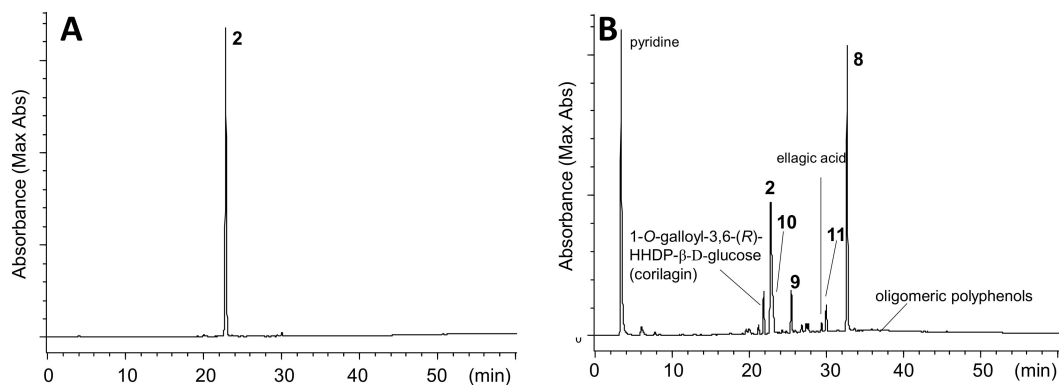 A
2
Absorbance (Max Abs)
0
10
20
30
40
50
(min)
B
pyridine
8
ellagic acid
2
10
1-O-galloyl-3,6-(R)-
HHDP-β-D-glucose
(corilagin)
11
9
oligomeric polyphenols
Absorbance (Max Abs)
0
10
20
30
40
50
(min)